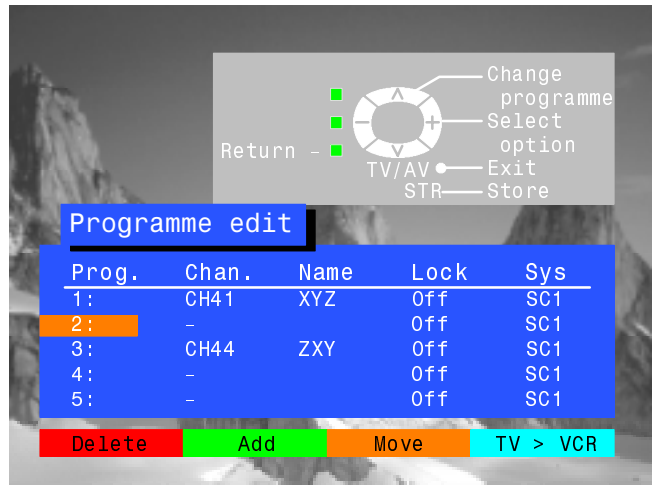 Change
programme
Select
option
Return –
TV/AV
Exit
STR
Store
Programme edit
Prog. Chan. Name Lock Sys
1: CH41 XYZ Off SC1
2: – Off SC1
3: CH44 ZXY Off SC1
4: – Off SC1
5: – Off SC1
Delete Add Move TV > VCR